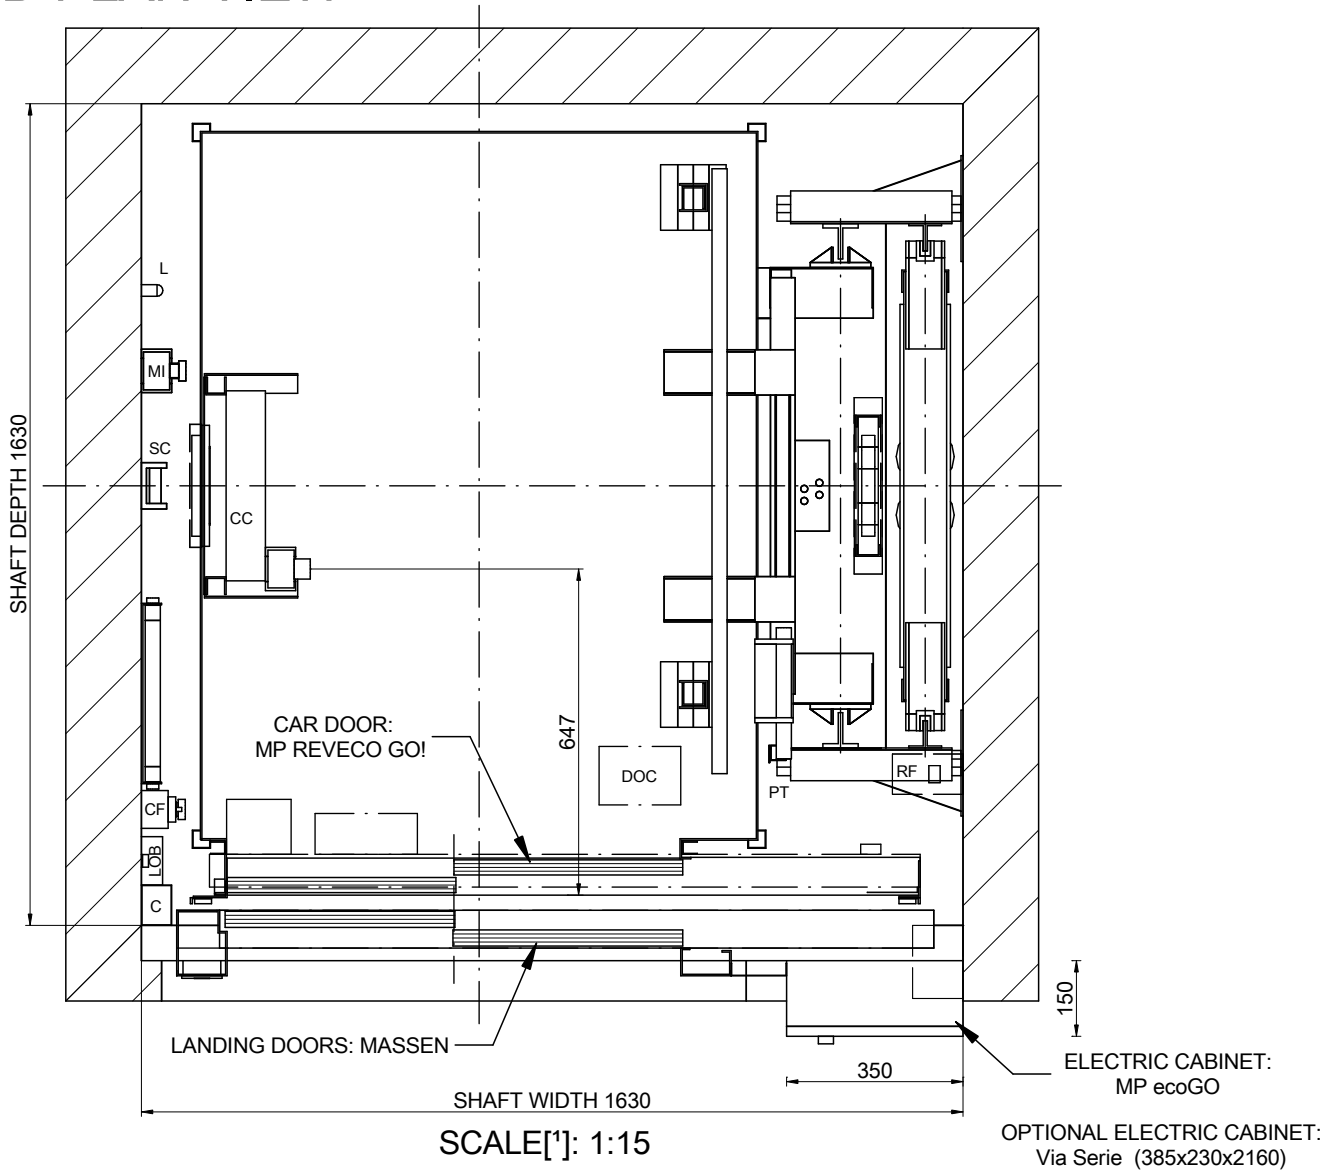 L
MI
SC
CC
SHAFT DEPTH 1630
CAR DOOR:
MP REVECO GO!
647
DOC
RF
PT
CF
LOB
C
150
LANDING DOORS: MASSEN
350
ELECTRIC CABINET:
MP ecoGO
SHAFT WIDTH 1630
SCALE[¹]: 1:15
OPTIONAL ELECTRIC CABINET:
Via Serie (385x230x2160)